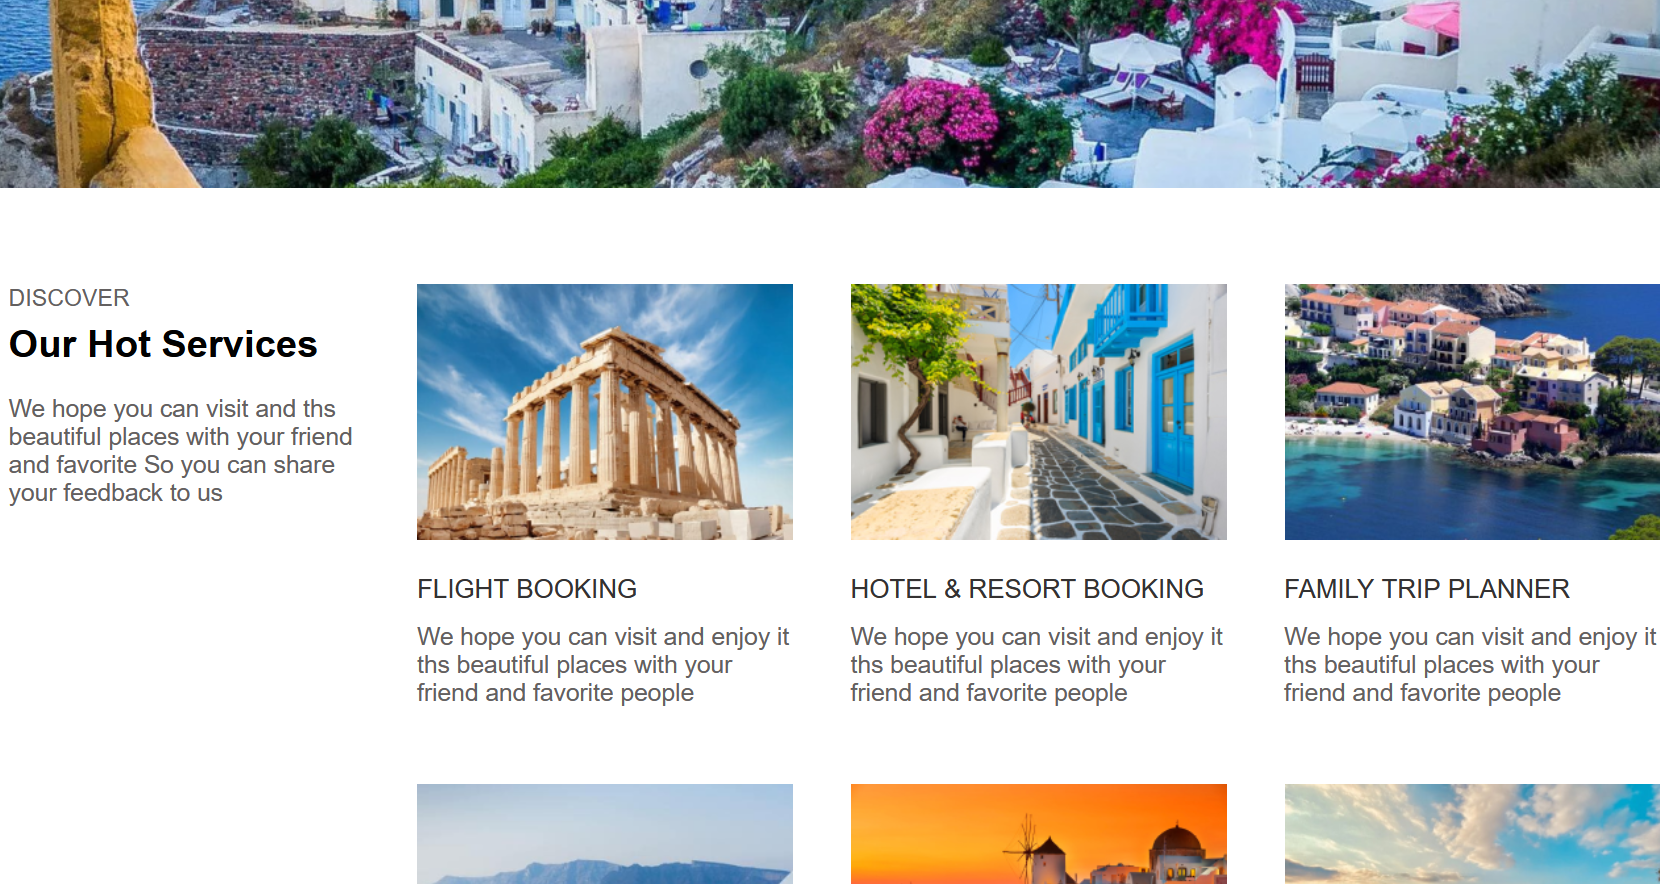 DISCOVER
Our Hot Services
We hope you can visit and ths
beautiful places with your friend
and favorite So you can share
your feedback to us
FLIGHT BOOKING
We hope you can visit and enjoy it
ths beautiful places with your
friend and favorite people
HOTEL & RESORT BOOKING
We hope you can visit and enjoy it
ths beautiful places with your
friend and favorite people
FAMILY TRIP PLANNER
We hope you can visit and enjoy it
ths beautiful places with your
friend and favorite people